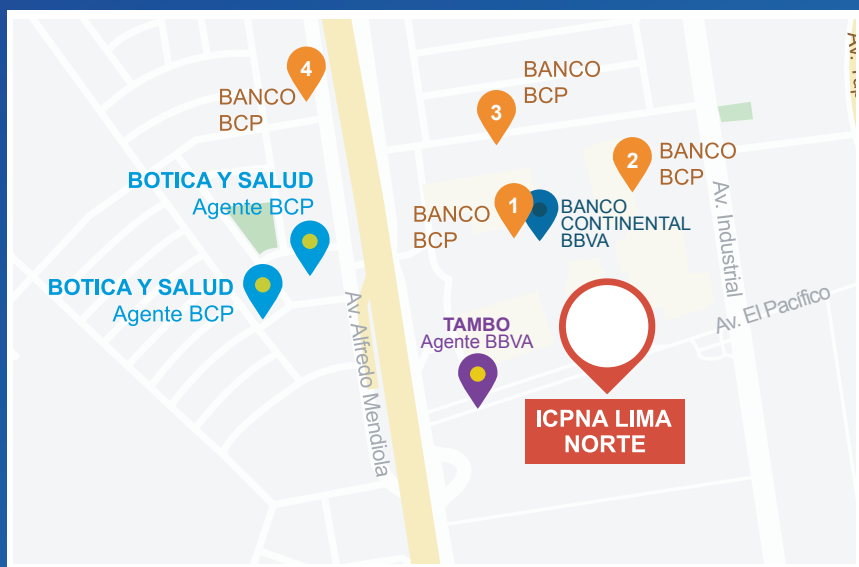 4
BANCO
BCP
BANCO
BCP
3
2
BANCO
BCP
BOTICA Y SALUD
Agente BCP
BANCO
BCP
1
BANCO
CONTINENTAL
BBVA
Av. Industrial
BOTICA Y SALUD
Agente BCP
Av. Alfredo Mendiola
TAMBO
Agente BBVA
Av. El Pacífico
ICPNA LIMA
NORTE
Av.